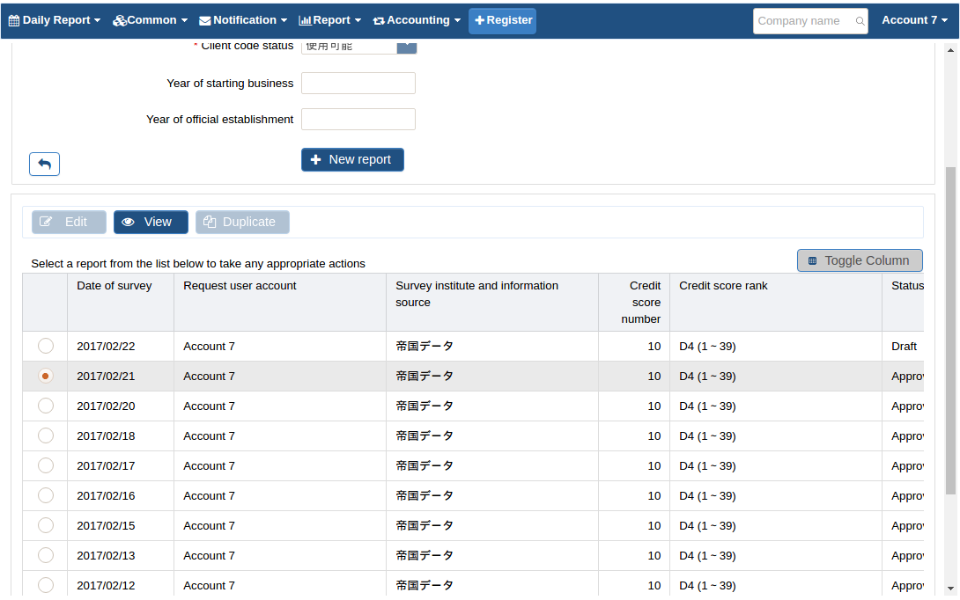 Daily Report Common Notification Report Accounting Register Company name Account 7
* Client code status 使用可能
Year of starting business
Year of official establishment
New report
Edit View Duplicate
Toggle Column
Select a report from the list below to take any appropriate actions
Date of survey Request user account Survey institute and information source Credit score number Credit score rank Status
2017/02/22 Account 7 帝国データ 10 D4 (1 ~ 39) Draft
2017/02/21 Account 7 帝国データ 10 D4 (1 ~ 39) Appro
2017/02/20 Account 7 帝国データ 10 D4 (1 ~ 39) Appro
2017/02/18 Account 7 帝国データ 10 D4 (1 ~ 39) Appro
2017/02/17 Account 7 帝国データ 10 D4 (1 ~ 39) Appro
2017/02/16 Account 7 帝国データ 10 D4 (1 ~ 39) Appro
2017/02/15 Account 7 帝国データ 10 D4 (1 ~ 39) Appro
2017/02/13 Account 7 帝国データ 10 D4 (1 ~ 39) Appro
2017/02/12 Account 7 帝国データ 10 D4 (1 ~ 39) Appro